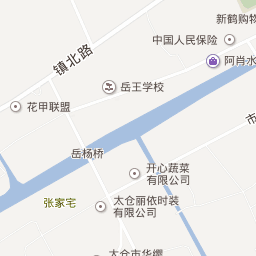 新鹤购物
中国人民保险
镇北路
阿肖水
岳王学校
花甲联盟
市
岳杨桥
开心蔬菜
有限公司
张家宅
太仓丽依时装
有限公司
太仓市华缨